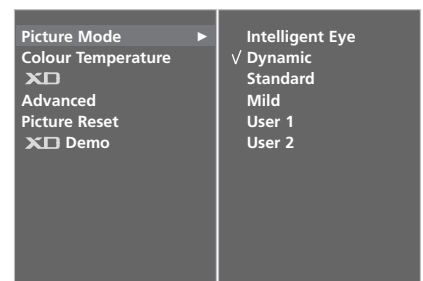 Picture Mode ►
Colour Temperature
XD
Advanced
Picture Reset
XD Demo
Intelligent Eye
√ Dynamic
Standard
Mild
User 1
User 2